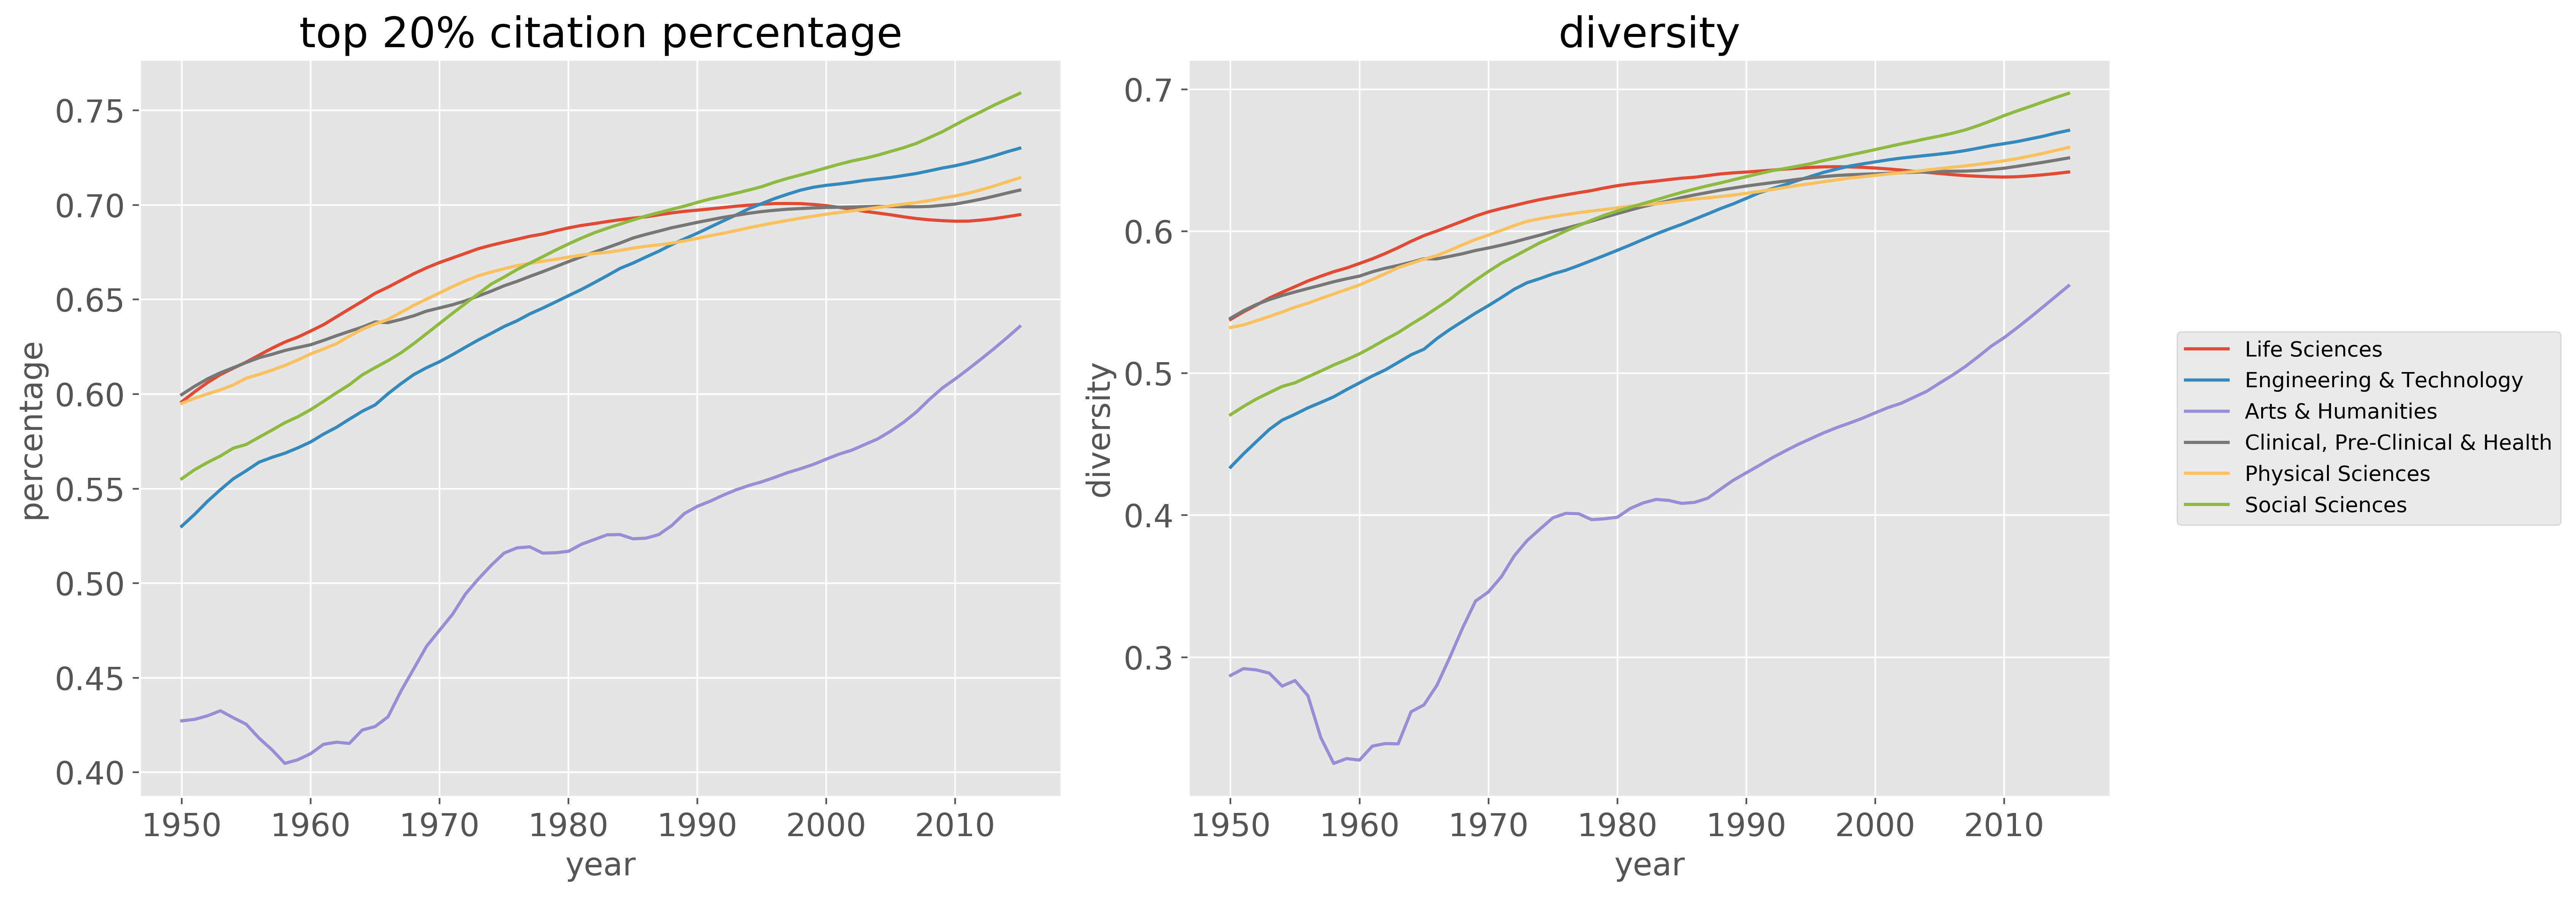 top 20% citation percentage
0.75
0.70
0.65
0.60
0.55
0.50
0.45
0.40
percentage
1950 1960 1970 1980 1990 2000 2010
year
diversity
0.7
0.6
0.5
0.4
0.3
diversity
1950 1960 1970 1980 1990 2000 2010
year
Life Sciences
Engineering & Technology
Arts & Humanities
Clinical, Pre-Clinical & Health
Physical Sciences
Social Sciences